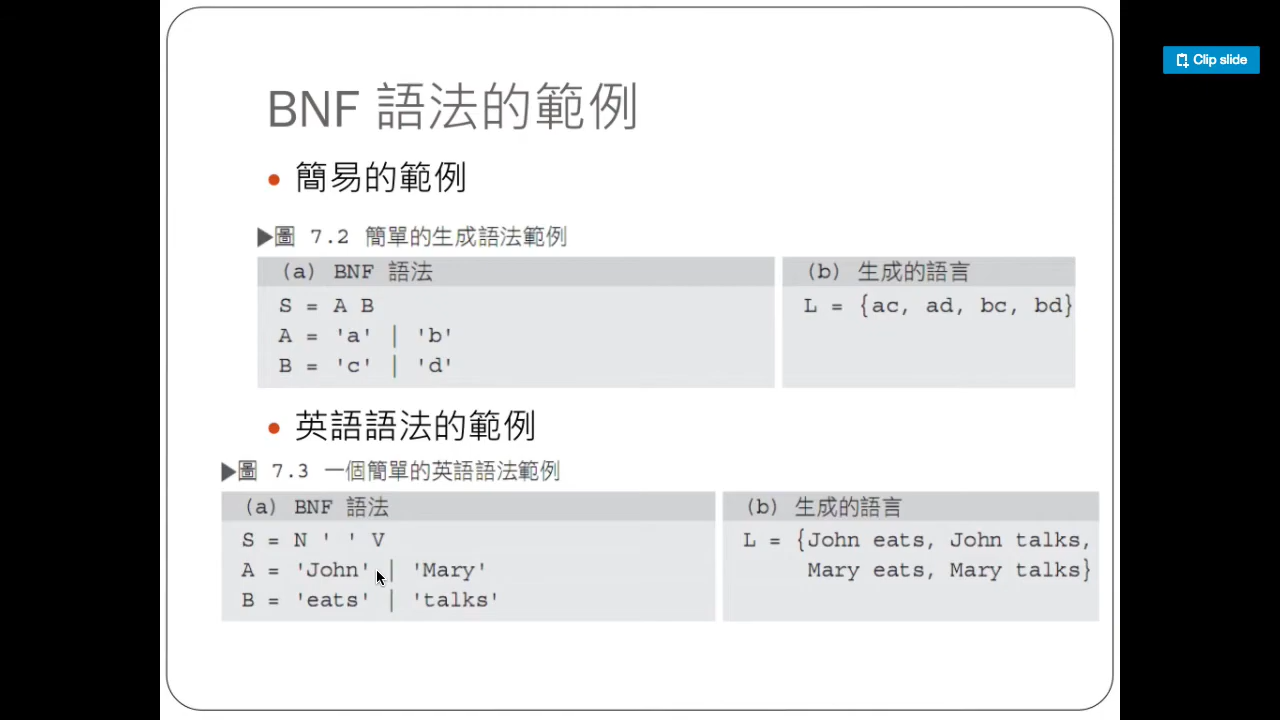 Clip slide
BNF 語法的範例
簡易的範例
▶圖 7.2 簡單的生成語法範例
(a) BNF 語法
(b) 生成的語言
S = A B
L = {ac, ad, bc, bd}
A = 'a' | 'b'
B = 'c' | 'd'
英語語法的範例
▶圖 7.3 一個簡單的英語語法範例
(a) BNF 語法
(b) 生成的語言
S = N ' ' V
L = {John eats, John talks,
A = 'John' | 'Mary'
Mary eats, Mary talks}
B = 'eats' | 'talks'